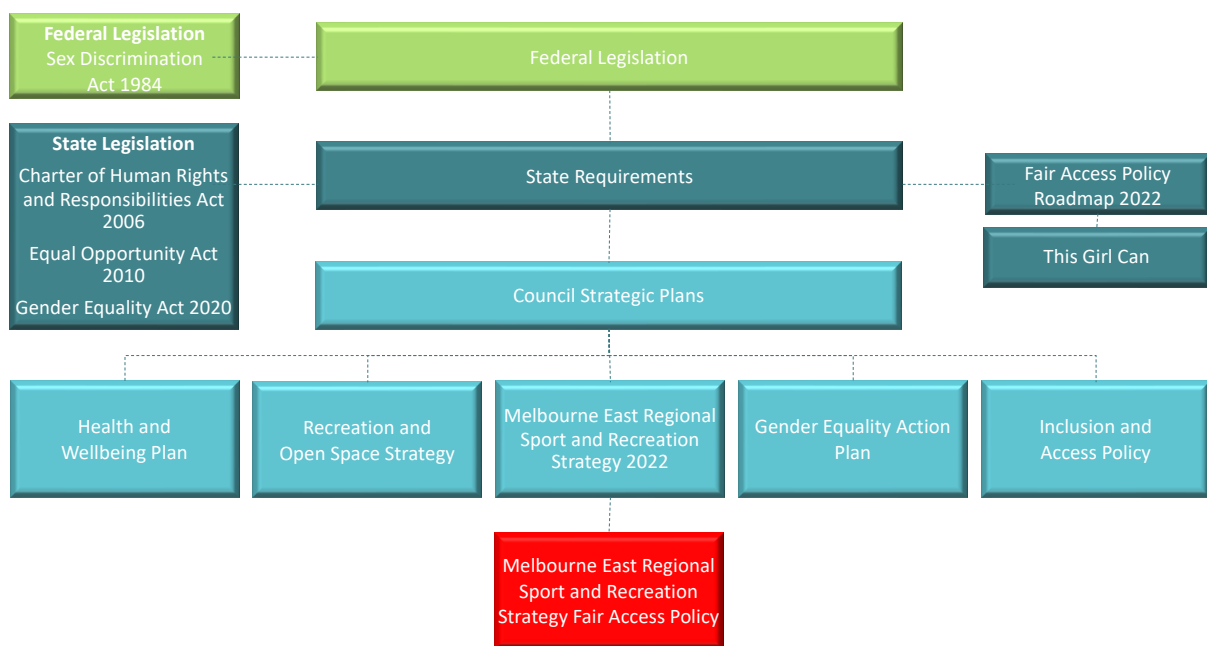 Federal Legislation
Sex Discrimination
Act 1984
Federal Legislation
State Legislation
Charter of Human Rights
and Responsibilities Act
2006
Equal Opportunity Act
2010
Gender Equality Act 2020
State Requirements
Fair Access Policy
Roadmap 2022
This Girl Can
Council Strategic Plans
Health and
Wellbeing Plan
Recreation and
Open Space Strategy
Melbourne East Regional
Sport and Recreation
Strategy 2022
Gender Equality Action
Plan
Inclusion and
Access Policy
Melbourne East Regional
Sport and Recreation
Strategy Fair Access Policy